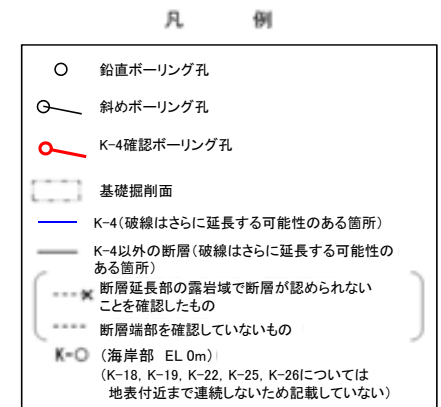 凡 例
鉛直ボーリング孔
斜めボーリング孔
K-4確認ボーリング孔
基礎掘削面
K-4(破線はさらに延長する可能性のある箇所)
K-4以外の断層(破線はさらに延長する可能性の
ある箇所)
断層延長部の露岩域で断層が認められない
ことを確認したもの
断層端部を確認していないもの
K-○ (海岸部 EL 0m)
(K-18, K-19, K-22, K-25, K-26については
地表付近まで連続しないため記載していない)